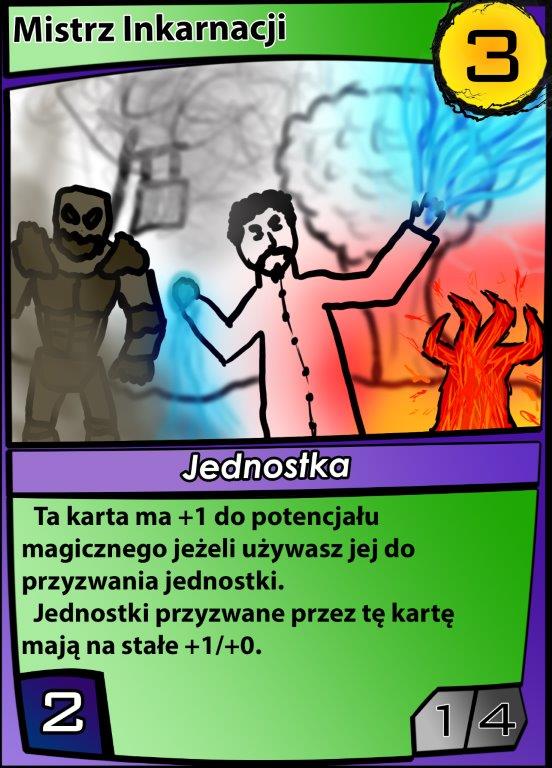 Mistrz Inkarnacji
3
Jednostka
Ta karta ma +1 do potencjału
magicznego jeżeli używasz jej do
przyzwania jednostki.
Jednostki przyzwane przez tę kartę
mają na stałe +1/+0.
2
1 4